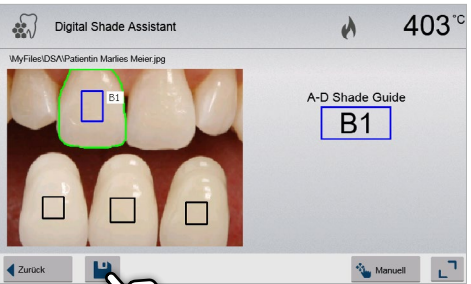 Digital Shade Assistant
403°C
\MyFiles\DSA\Patientin Marlies Meier.jpg
B1
A-D Shade Guide
B1
Zurück
Manuell